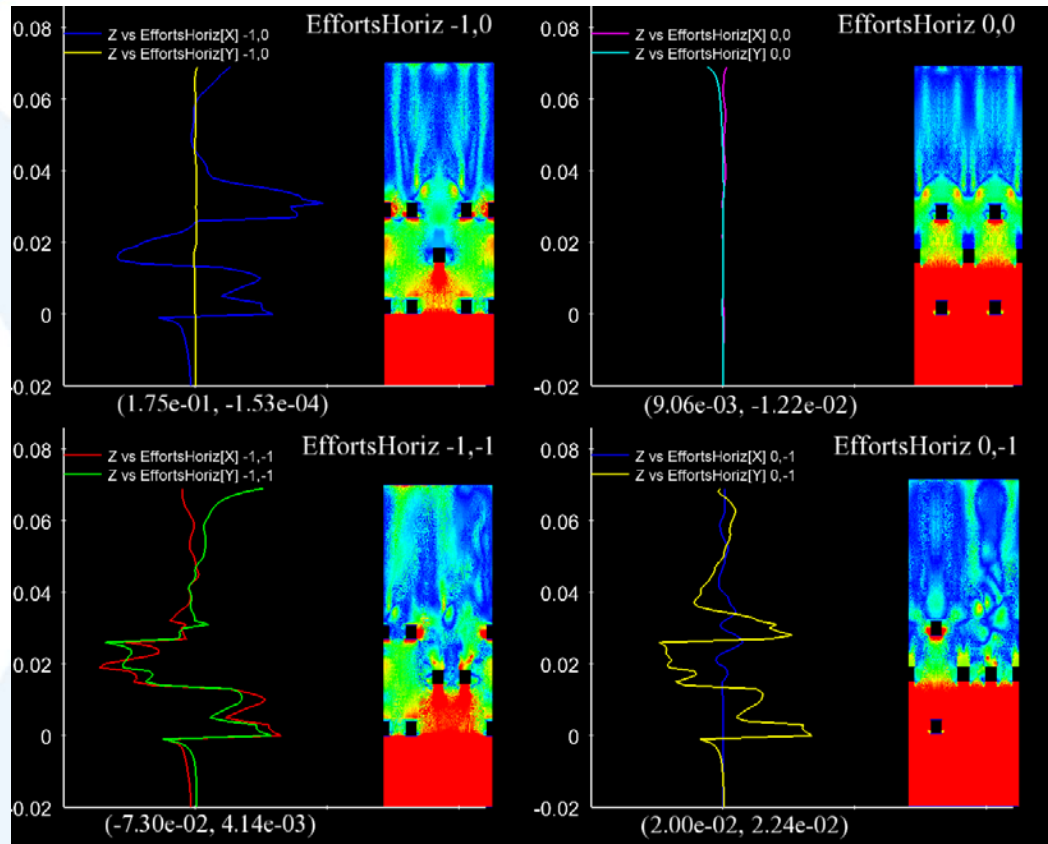 EffortsHoriz -1,0
0.08
Z vs EffortsHoriz[X] -1,0
Z vs EffortsHoriz[Y] -1,0
0.06
0.04
0.02
0
-0.02
(1.75e-01, -1.53e-04)
EffortsHoriz 0,0
0.08
Z vs EffortsHoriz[X] 0,0
Z vs EffortsHoriz[Y] 0,0
0.06
0.04
0.02
0
-0.02
(9.06e-03, -1.22e-02)
EffortsHoriz -1,-1
0.08
Z vs EffortsHoriz[X] -1,-1
Z vs EffortsHoriz[Y] -1,-1
0.06
0.04
0.02
0
-0.02
(-7.30e-02, 4.14e-03)
EffortsHoriz 0,-1
0.08
Z vs EffortsHoriz[X] 0,-1
Z vs EffortsHoriz[Y] 0,-1
0.06
0.04
0.02
0
-0.02
(2.00e-02, 2.24e-02)